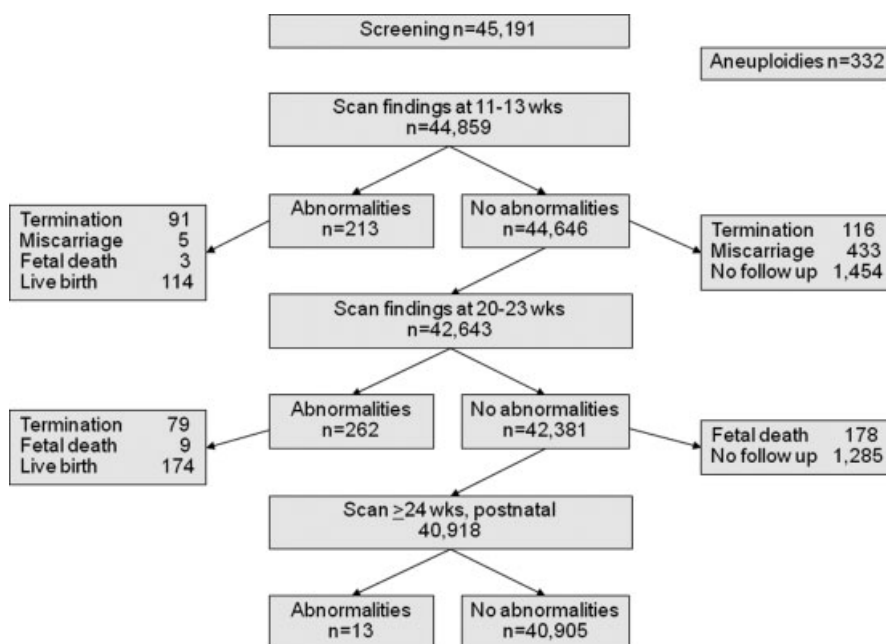 Screening n=45,191
Aneuploidies n=332
Scan findings at 11-13 wks
n=44,859
Abnormalities
n=213
No abnormalities
n=44,646
Termination 91
Miscarriage 5
Fetal death 3
Live birth 114
Termination 116
Miscarriage 433
No follow up 1,454
Scan findings at 20-23 wks
n=42,643
Abnormalities
n=262
No abnormalities
n=42,381
Termination 79
Fetal death 9
Live birth 174
Fetal death 178
No follow up 1,285
Scan ≥24 wks, postnatal
40,918
Abnormalities
n=13
No abnormalities
n=40,905